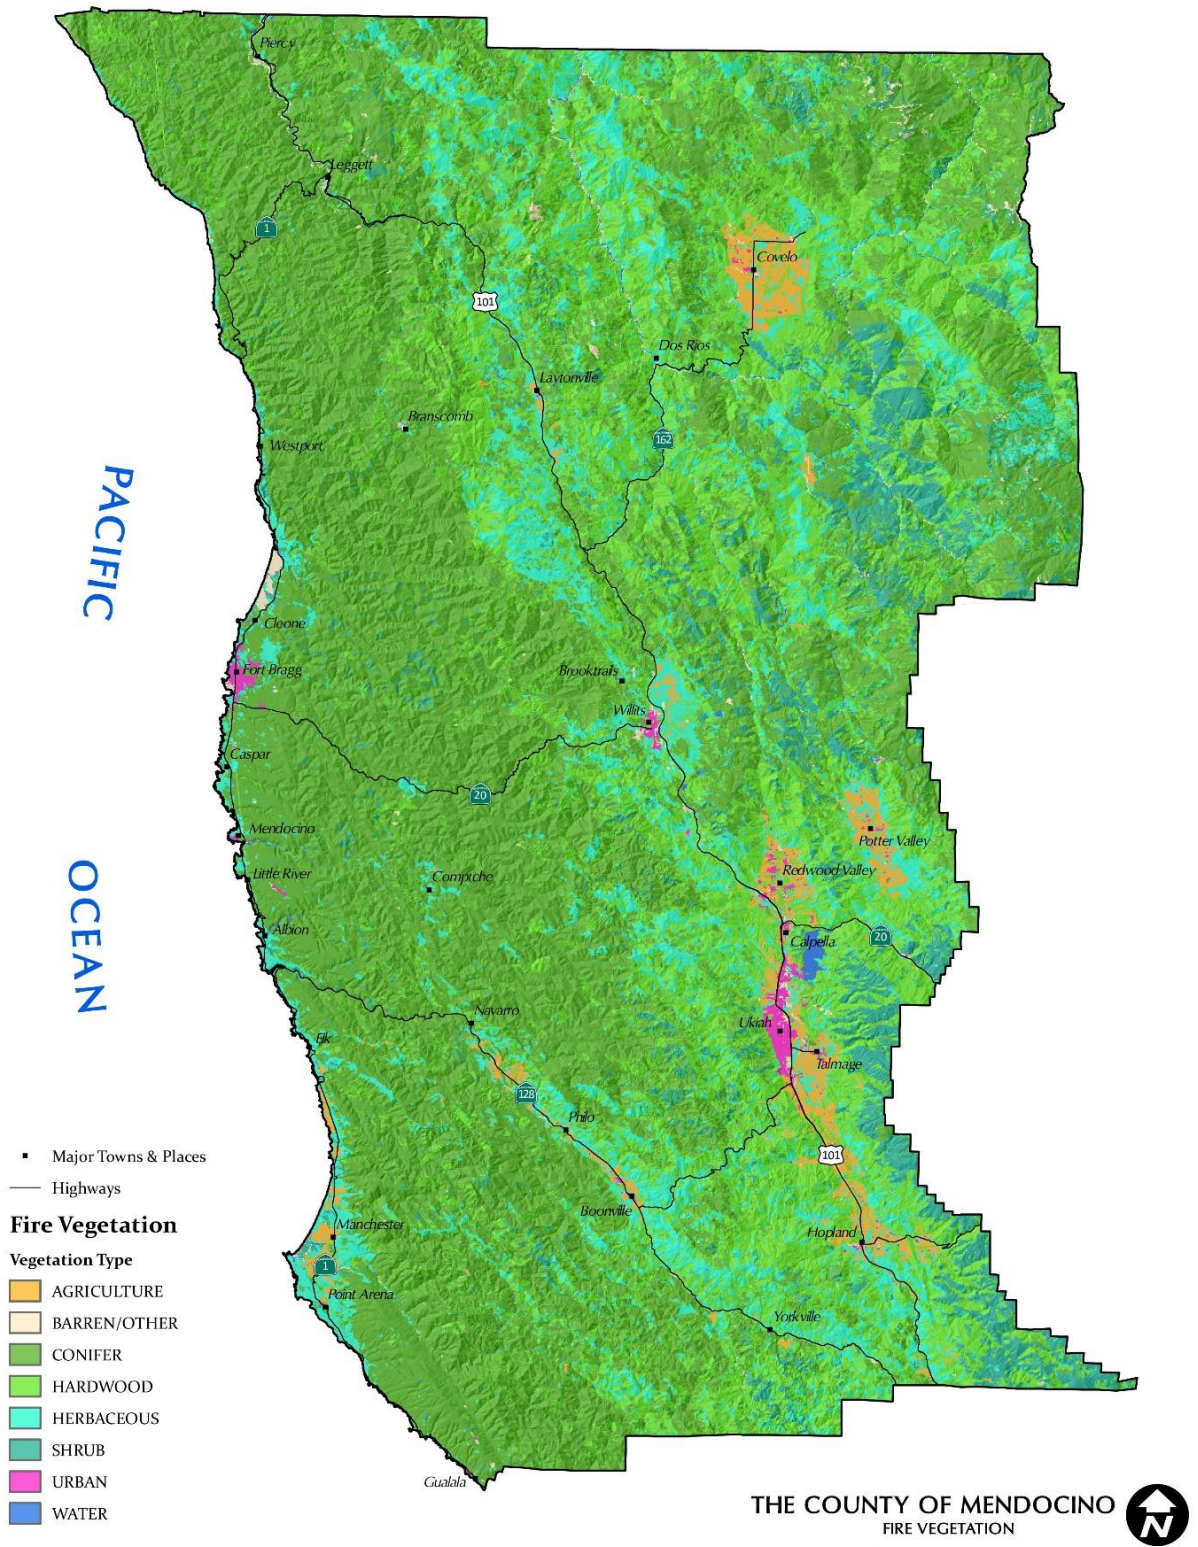 Piercy
Leggett
1
Covelo
101
Dos Rios
Laytonville
Branscomb
162
Westport
PACIFIC
Cleone
Fort Bragg
Brooktrails
Willits
Caspar
20
Mendocino
Potter Valley
Little River
Redwood Valley
Comptche
OCEAN
Albion
Calpella
20
Navarro
Ukiah
Elk
Talmage
128
Philo
101
Boonville
Manchester
Hopland
1
Point Arena
Yorkville
Gualala
Major Towns & Places
Highways
Fire Vegetation
Vegetation Type
AGRICULTURE
BARREN/OTHER
CONIFER
HARDWOOD
HERBACEOUS
SHRUB
URBAN
WATER
THE COUNTY OF MENDOCINO
FIRE VEGETATION
N